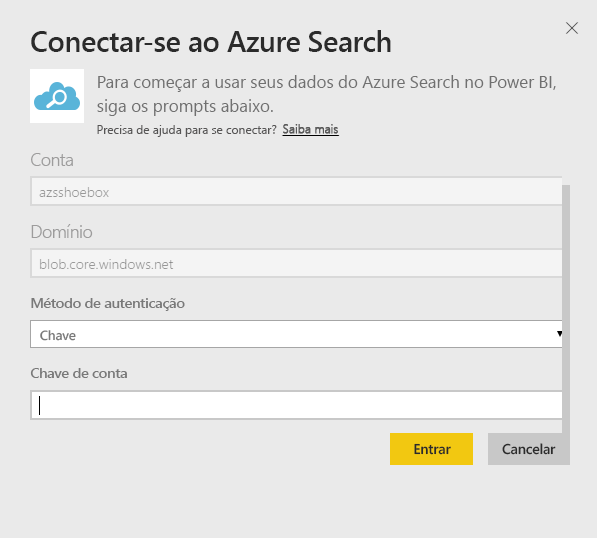 Conectar-se ao Azure Search
Para começar a usar seus dados do Azure Search no Power BI,
siga os prompts abaixo.
Precisa de ajuda para se conectar? Saiba mais
Conta
azsshoebox
Domínio
blob.core.windows.net
Método de autenticação
Chave
Chave de conta
Entrar Cancelar